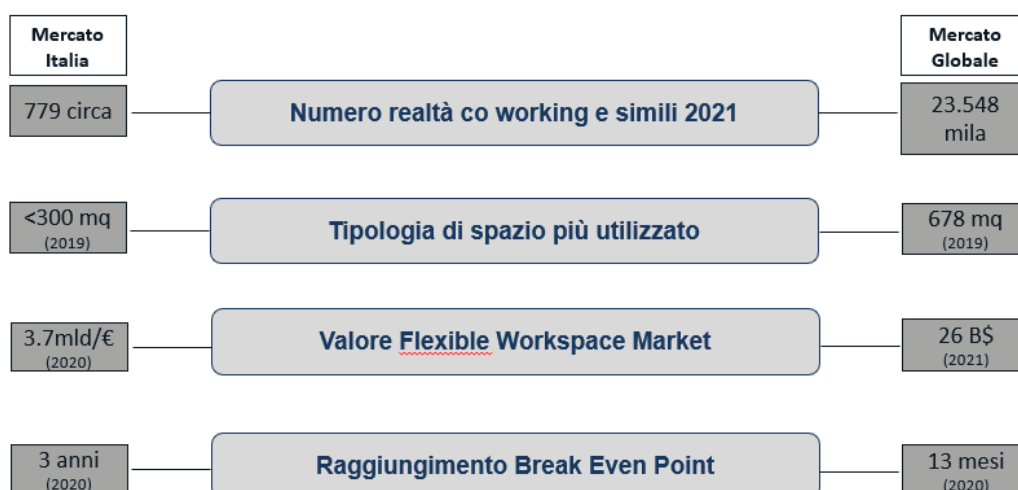 Mercato
Italia
Mercato
Globale
779 circa
Numero realtà co working e simili 2021
23.548
mila
<300 mq
(2019)
Tipologia di spazio più utilizzato
678 mq
(2019)
3.7mld/€
(2020)
Valore Flexible Workspace Market
26 B$
(2021)
3 anni
(2020)
Raggiungimento Break Even Point
13 mesi
(2020)